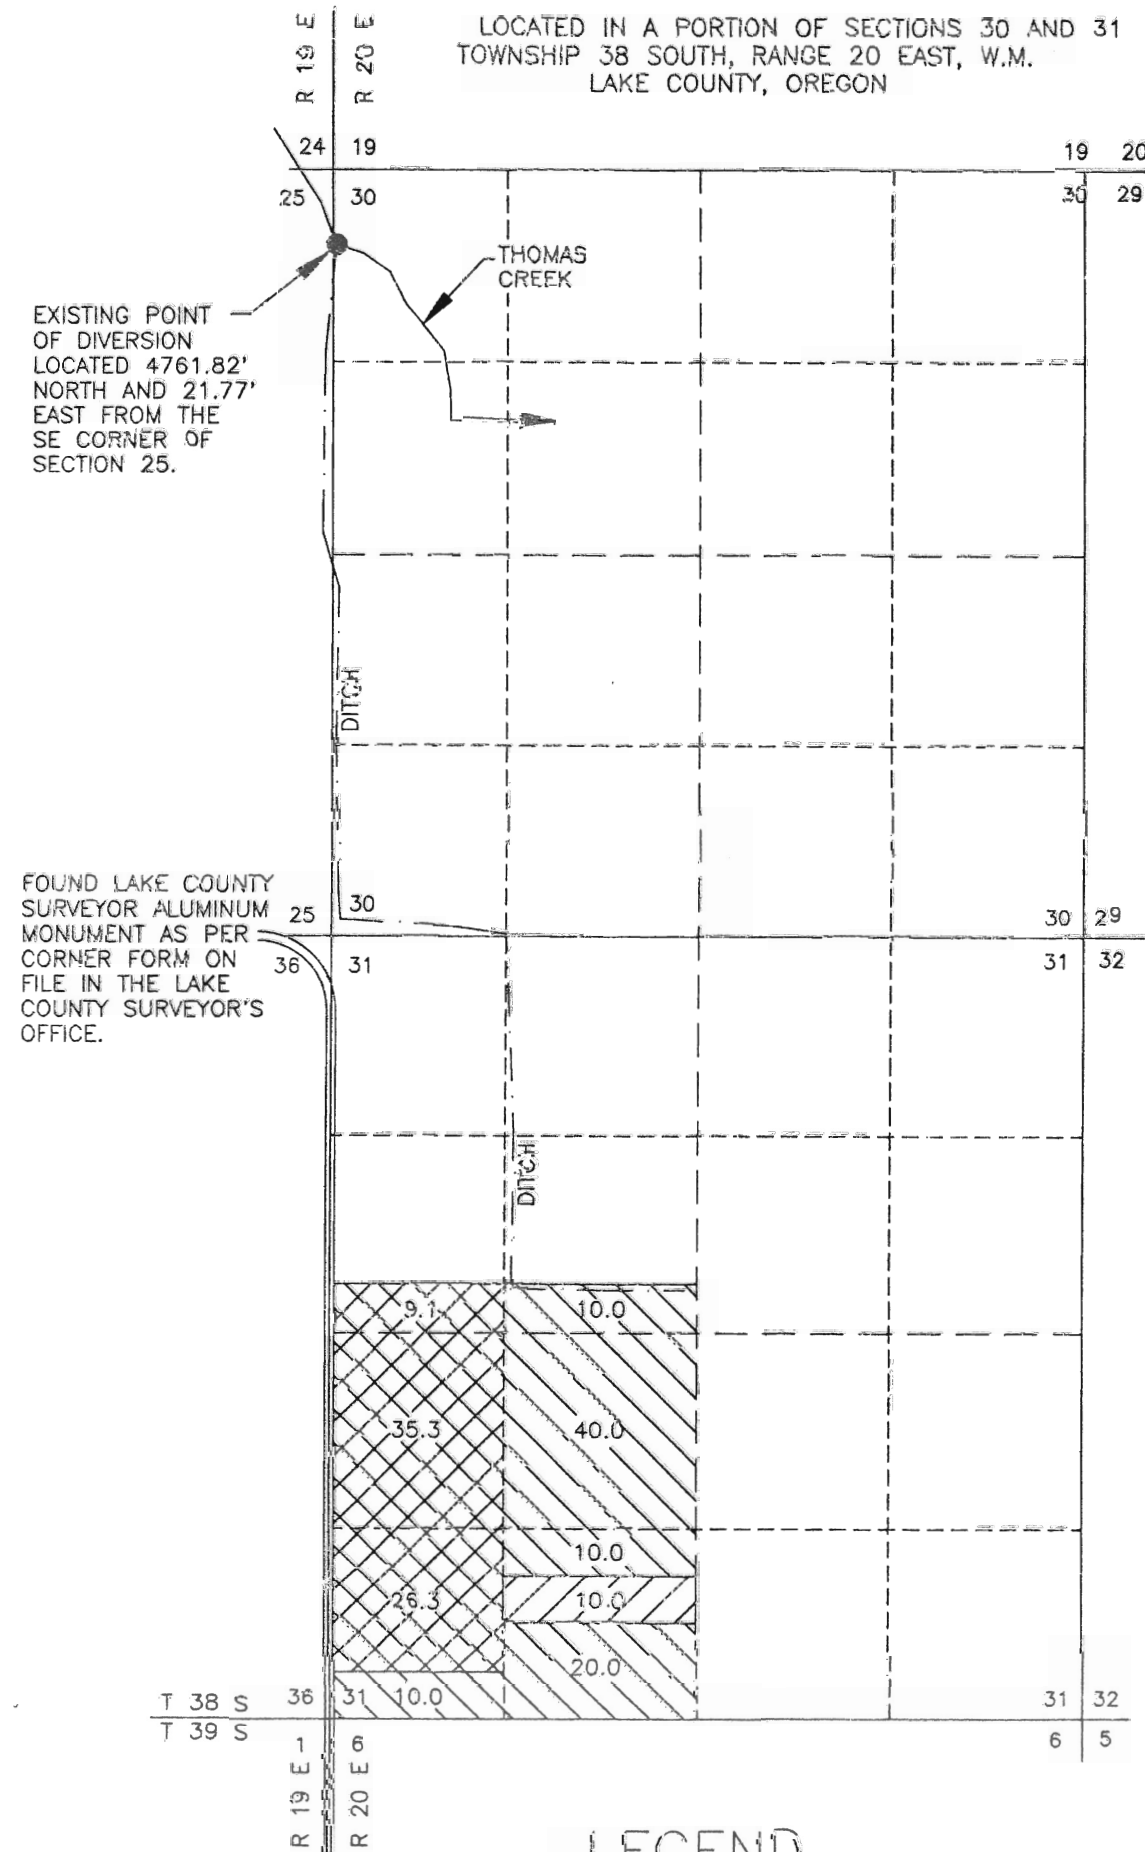 LOCATED IN A PORTION OF SECTIONS 30 AND 31
TOWNSHIP 38 SOUTH, RANGE 20 EAST, W.M.
LAKE COUNTY, OREGON
R 19 E
R 20 E
24 19
19 20
25 30
30 29
THOMAS
CREEK
EXISTING POINT
OF DIVERSION
LOCATED 4761.82'
NORTH AND 21.77'
EAST FROM THE
SE CORNER OF
SECTION 25.
DITCH
FOUND LAKE COUNTY
SURVEYOR ALUMINUM
MONUMENT AS PER
CORNER FORM ON
FILE IN THE LAKE
COUNTY SURVEYOR'S
OFFICE.
25 30
30 29
36 31
31 32
DITCH
9.1 10.0
35.3 40.0
10.0
26.3 10.0
20.0
T 38 S 36 31 10.0 31 32
T 39 S 1 6 6 5
R 19 E
R 20 E
LEGEND